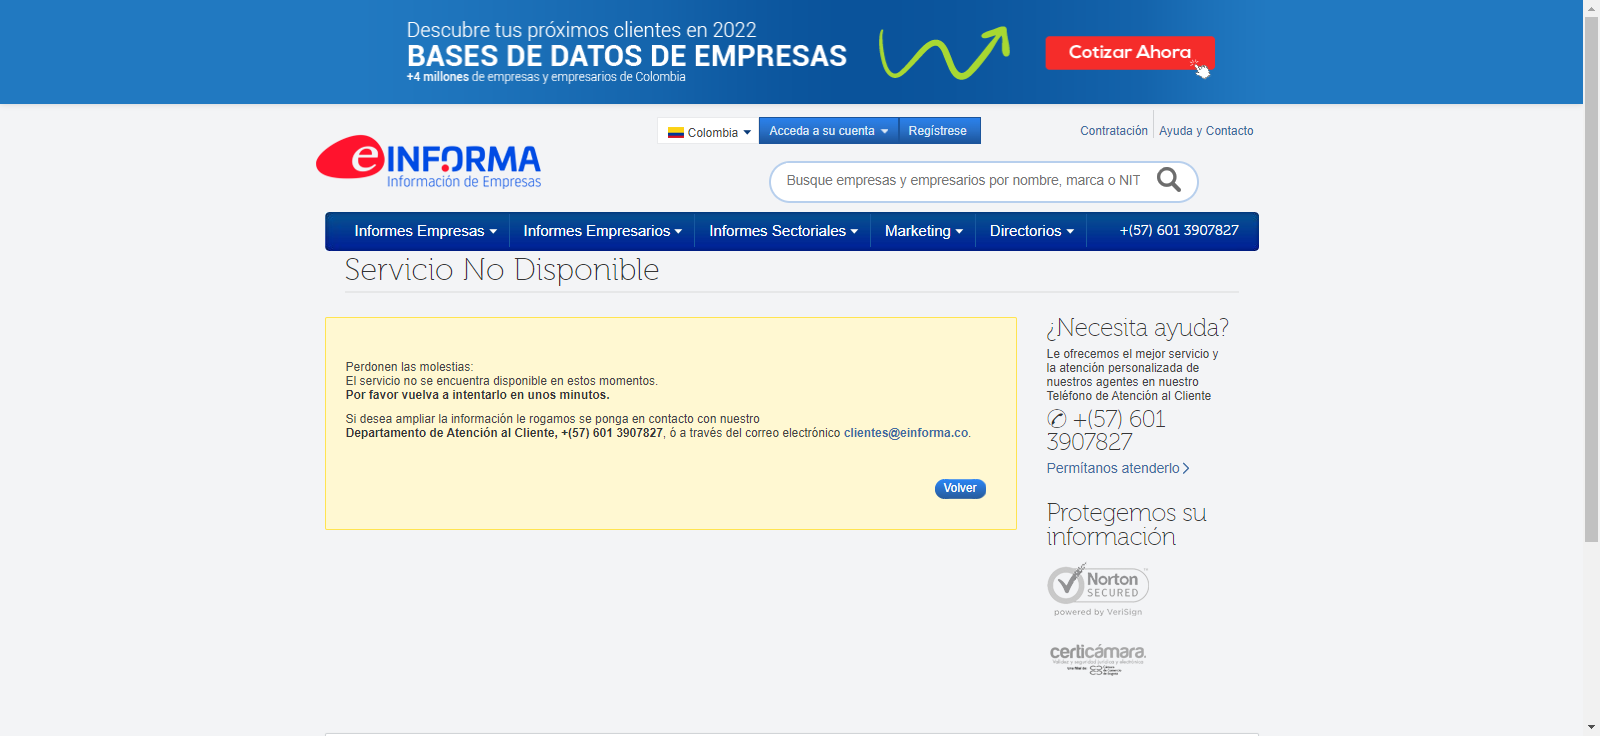 Descubre tus próximos clientes en 2022
BASES DE DATOS DE EMPRESAS
+4 millones de empresas y empresarios de Colombia
Cotizar Ahora
Colombia
Acceda a su cuenta
Regístrese
Contratación
Ayuda y Contacto
eINFORMA
Información de Empresas
Busque empresas y empresarios por nombre, marca o NIT
Informes Empresas
Informes Empresarios
Informes Sectoriales
Marketing
Directorios
+(57) 601 3907827
Servicio No Disponible
Perdonen las molestias:
El servicio no se encuentra disponible en estos momentos.
Por favor vuelva a intentarlo en unos minutos.
Si desea ampliar la información le rogamos se ponga en contacto con nuestro
Departamento de Atención al Cliente, +(57) 601 3907827, ó a través del correo electrónico clientes@einforma.co.
Volver
¿Necesita ayuda?
Le ofrecemos el mejor servicio y
la atención personalizada de
nuestros agentes en nuestro
Teléfono de Atención al Cliente
✆ +(57) 601
3907827
Permítanos atenderlo
Protegemos su
información
Norton
SECURED
powered by VeriSign
certicámara.
Validez y seguridad jurídica y electrónica